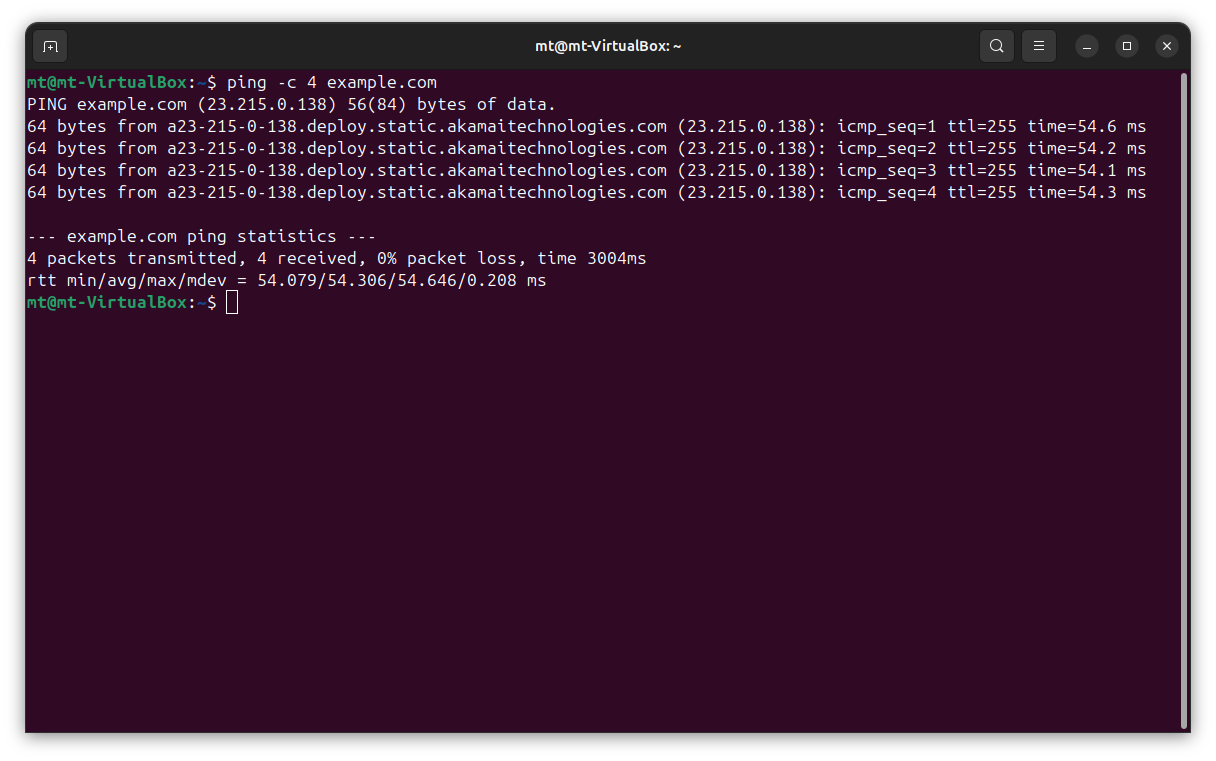 mt@mt-VirtualBox: ~
mt@mt-VirtualBox:~$ ping -c 4 example.com
PING example.com (23.215.0.138) 56(84) bytes of data.
64 bytes from a23-215-0-138.deploy.static.akamaitechnologies.com (23.215.0.138): icmp_seq=1 ttl=255 time=54.6 ms
64 bytes from a23-215-0-138.deploy.static.akamaitechnologies.com (23.215.0.138): icmp_seq=2 ttl=255 time=54.2 ms
64 bytes from a23-215-0-138.deploy.static.akamaitechnologies.com (23.215.0.138): icmp_seq=3 ttl=255 time=54.1 ms
64 bytes from a23-215-0-138.deploy.static.akamaitechnologies.com (23.215.0.138): icmp_seq=4 ttl=255 time=54.3 ms

--- example.com ping statistics ---
4 packets transmitted, 4 received, 0% packet loss, time 3004ms
rtt min/avg/max/mdev = 54.079/54.306/54.646/0.208 ms
mt@mt-VirtualBox:~$